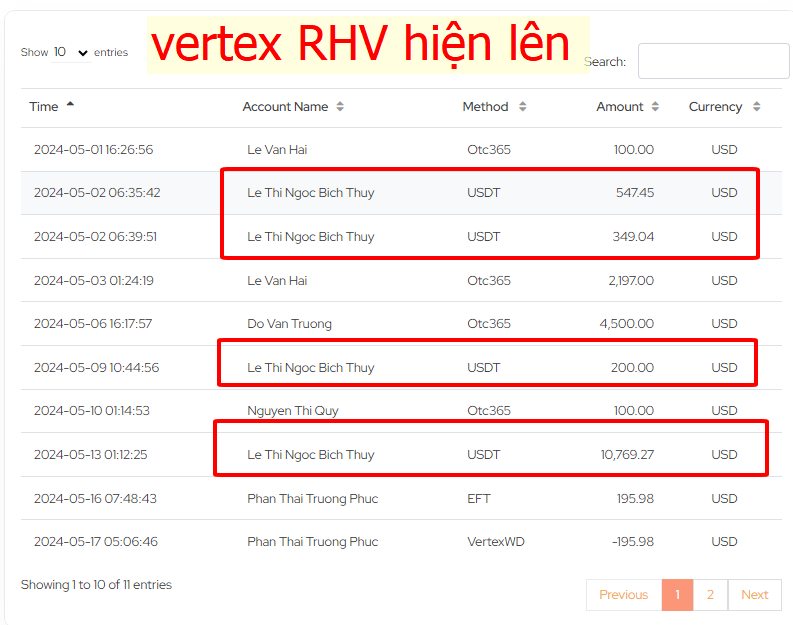 vertex RHV hiện lên
Show 10 entries
Search:
Time Account Name Method Amount Currency
2024-05-01 16:26:56 Le Van Hai Otc365 100.00 USD
2024-05-02 06:35:42 Le Thi Ngoc Bich Thuy USDT 547.45 USD
2024-05-02 06:39:51 Le Thi Ngoc Bich Thuy USDT 349.04 USD
2024-05-03 01:24:19 Le Van Hai Otc365 2,197.00 USD
2024-05-06 16:17:57 Do Van Truong Otc365 4,500.00 USD
2024-05-09 10:44:56 Le Thi Ngoc Bich Thuy USDT 200.00 USD
2024-05-10 01:14:53 Nguyen Thi Quy Otc365 100.00 USD
2024-05-13 01:12:25 Le Thi Ngoc Bich Thuy USDT 10,769.27 USD
2024-05-16 07:48:43 Phan Thai Truong Phuc EFT 195.98 USD
2024-05-17 05:06:46 Phan Thai Truong Phuc VertexWD -195.98 USD
Showing 1 to 10 of 11 entries
Previous 1 2 Next